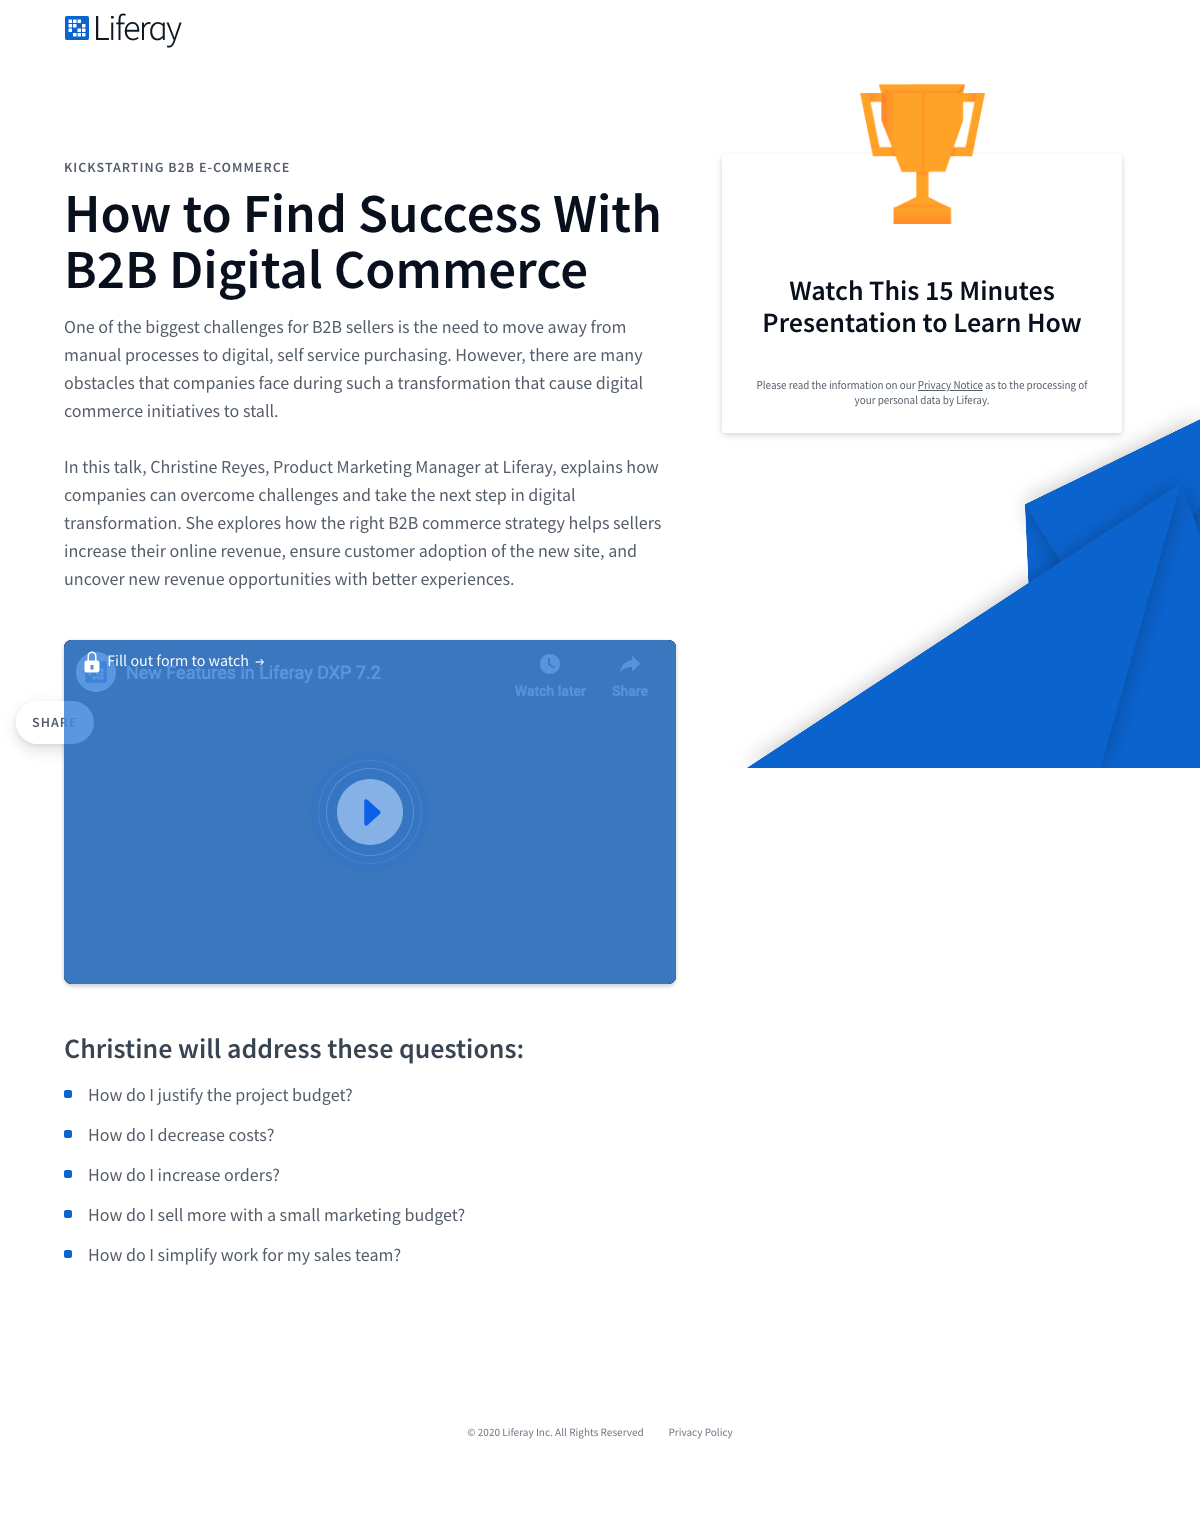 Liferay
KICKSTARTING B2B E-COMMERCE
How to Find Success With
B2B Digital Commerce
One of the biggest challenges for B2B sellers is the need to move away from
manual processes to digital, self service purchasing. However, there are many
obstacles that companies face during such a transformation that cause digital
commerce initiatives to stall.
In this talk, Christine Reyes, Product Marketing Manager at Liferay, explains how
companies can overcome challenges and take the next step in digital
transformation. She explores how the right B2B commerce strategy helps sellers
increase their online revenue, ensure customer adoption of the new site, and
uncover new revenue opportunities with better experiences.
Watch This 15 Minutes
Presentation to Learn How
Please read the information on our Privacy Notice as to the processing of
your personal data by Liferay.
Fill out form to watch →
New Features in Liferay DXP 7.2
Watch later Share
SHARE
Christine will address these questions:
How do I justify the project budget?
How do I decrease costs?
How do I increase orders?
How do I sell more with a small marketing budget?
How do I simplify work for my sales team?
© 2020 Liferay Inc. All Rights Reserved Privacy Policy